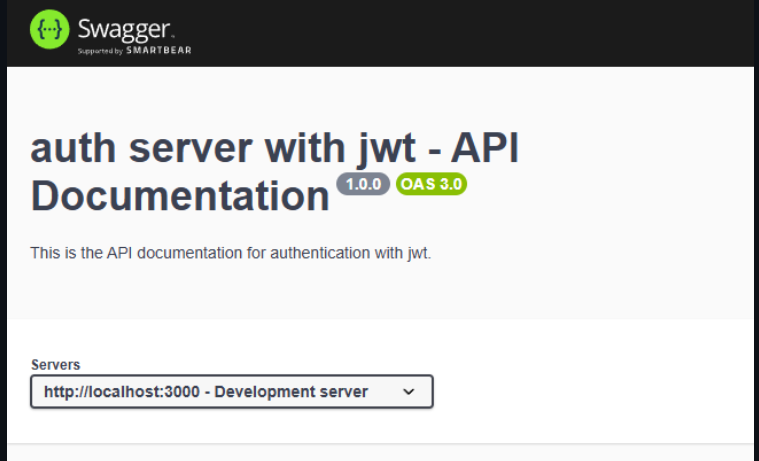 {···} Swagger.
Supported by SMARTBEAR
auth server with jwt - API
Documentation 1.0.0 OAS 3.0
This is the API documentation for authentication with jwt.
Servers
http://localhost:3000 - Development server